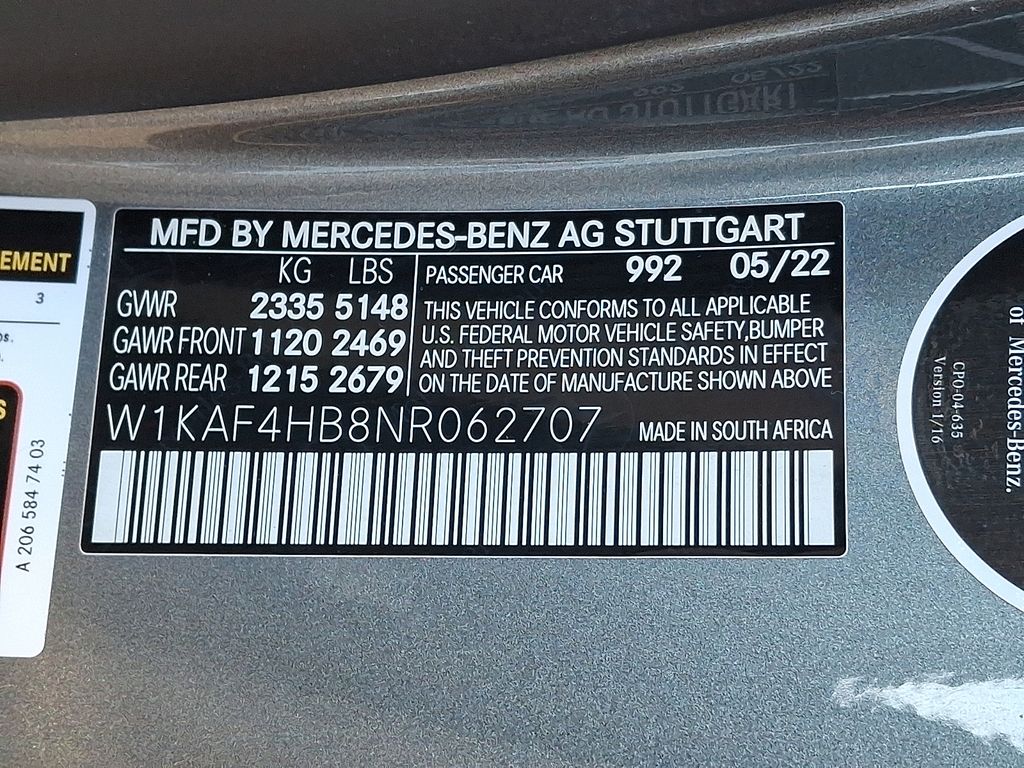 MFD BY MERCEDES-BENZ AG STUTTGART
KG LBS
GVWR 2335 5148
GAWR FRONT 1120 2469
GAWR REAR 1215 2679
PASSENGER CAR 992 05/22
THIS VEHICLE CONFORMS TO ALL APPLICABLE
U.S. FEDERAL MOTOR VEHICLE SAFETY,BUMPER
AND THEFT PREVENTION STANDARDS IN EFFECT
ON THE DATE OF MANUFACTURE SHOWN ABOVE
W1KAF4HB8NR062707
MADE IN SOUTH AFRICA
EMENT
3
A 206 584 74 03
of Mercedes-Benz.
CPO-04-635
Version 1/16